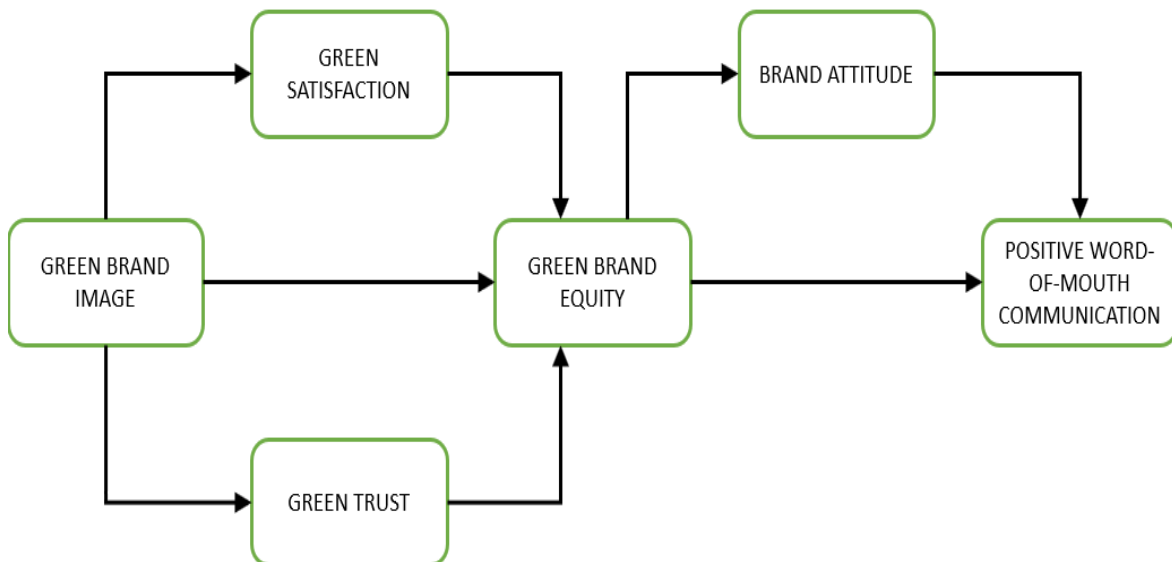 GREEN
SATISFACTION
BRAND ATTITUDE
GREEN BRAND
IMAGE
GREEN BRAND
EQUITY
POSITIVE WORD-
OF-MOUTH
COMMUNICATION
GREEN TRUST